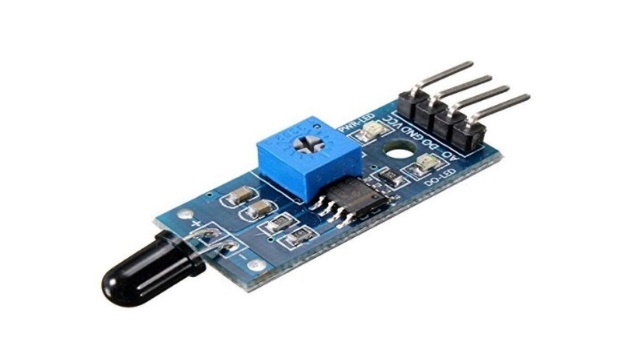 PWR-LED
AO DO GND VCC
DO-LED
+
-